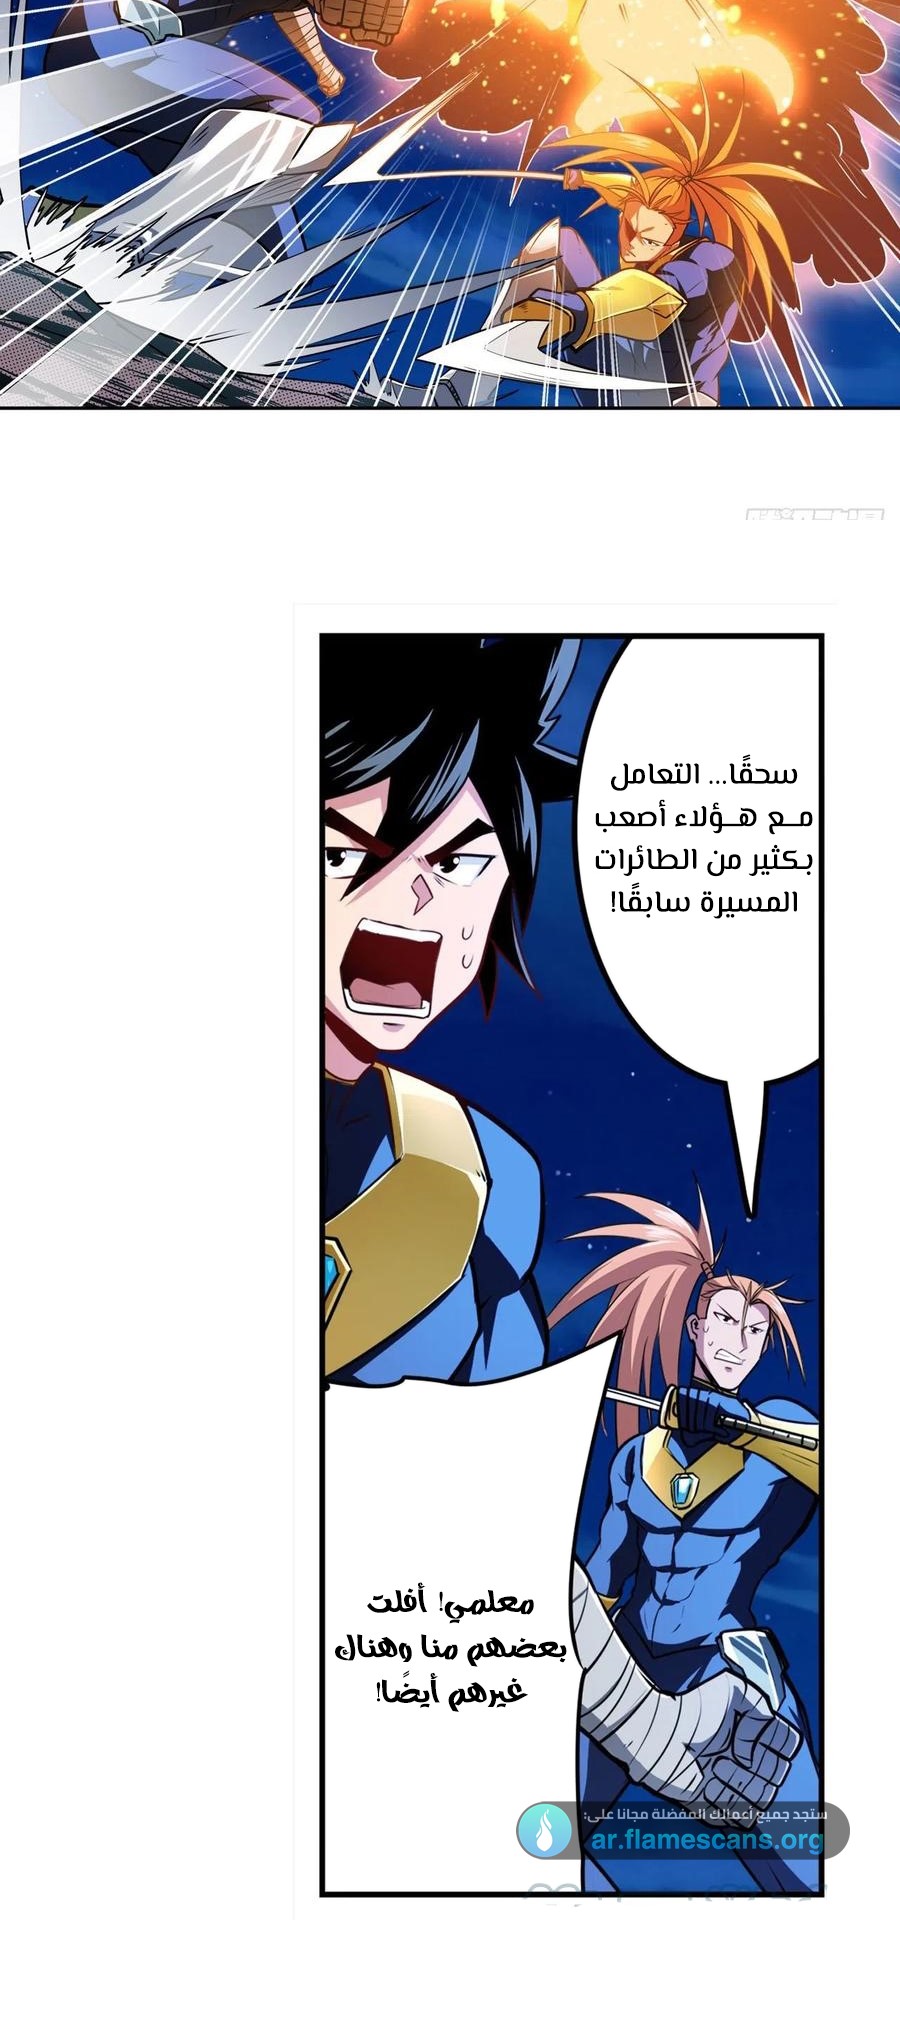 سحقًا... التعامل
مـع هـؤلاء أصعب
بكثير من الطائرات
المسيرة سابقًا!
معلمي! أفلت
بعضهم منا وهناك
غيرهم أيضًا!
ستجد جميع أعمالك المفضلة مجانا على:
ar.flamescans.org